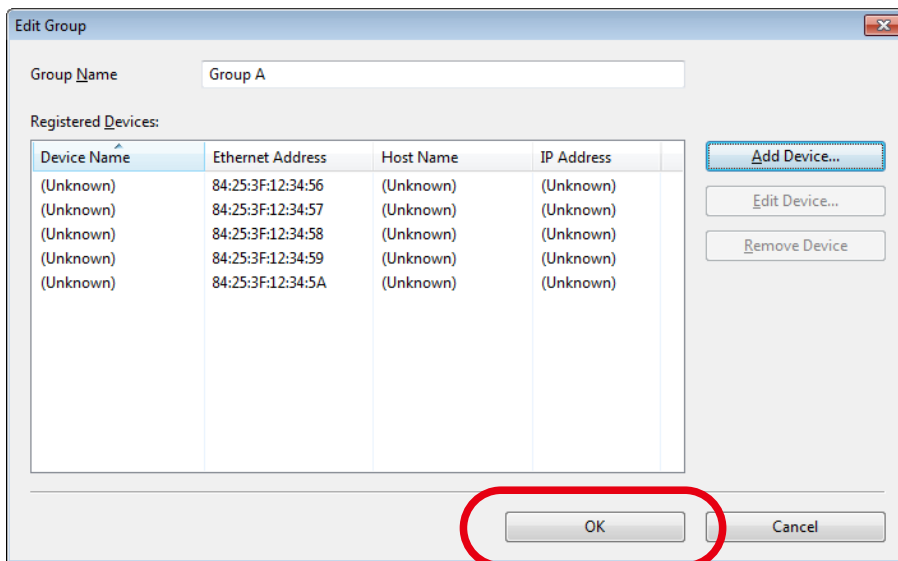 Edit Group
Group Name Group A
Registered Devices:
Device Name Ethernet Address Host Name IP Address
(Unknown) 84:25:3F:12:34:56 (Unknown) (Unknown)
(Unknown) 84:25:3F:12:34:57 (Unknown) (Unknown)
(Unknown) 84:25:3F:12:34:58 (Unknown) (Unknown)
(Unknown) 84:25:3F:12:34:59 (Unknown) (Unknown)
(Unknown) 84:25:3F:12:34:5A (Unknown) (Unknown)
Add Device...
Edit Device...
Remove Device
OK Cancel